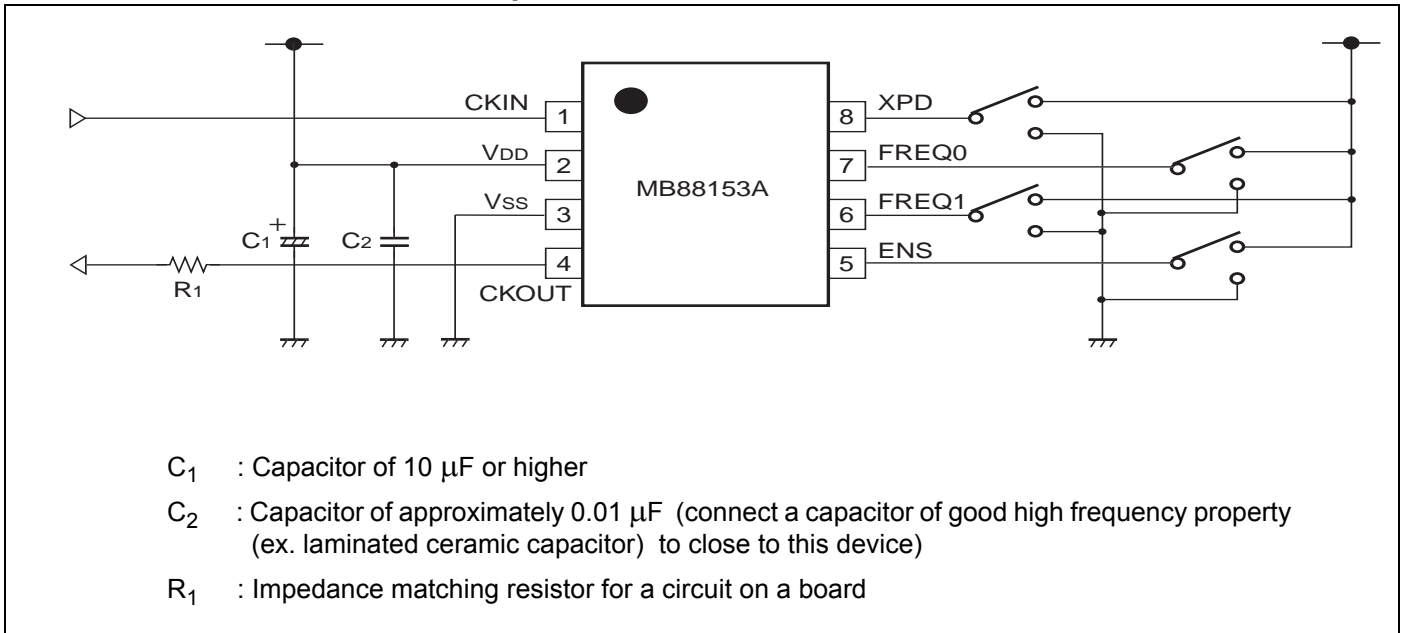 CKIN
1
VDD
2
VSS
3
4
CKOUT
MB88153A
8
XPD
7
FREQ0
6
FREQ1
5
ENS
+
C1
C2
R1
C1 : Capacitor of 10 μF or higher
C2 : Capacitor of approximately 0.01 μF (connect a capacitor of good high frequency property
(ex. laminated ceramic capacitor) to close to this device)
R1 : Impedance matching resistor for a circuit on a board